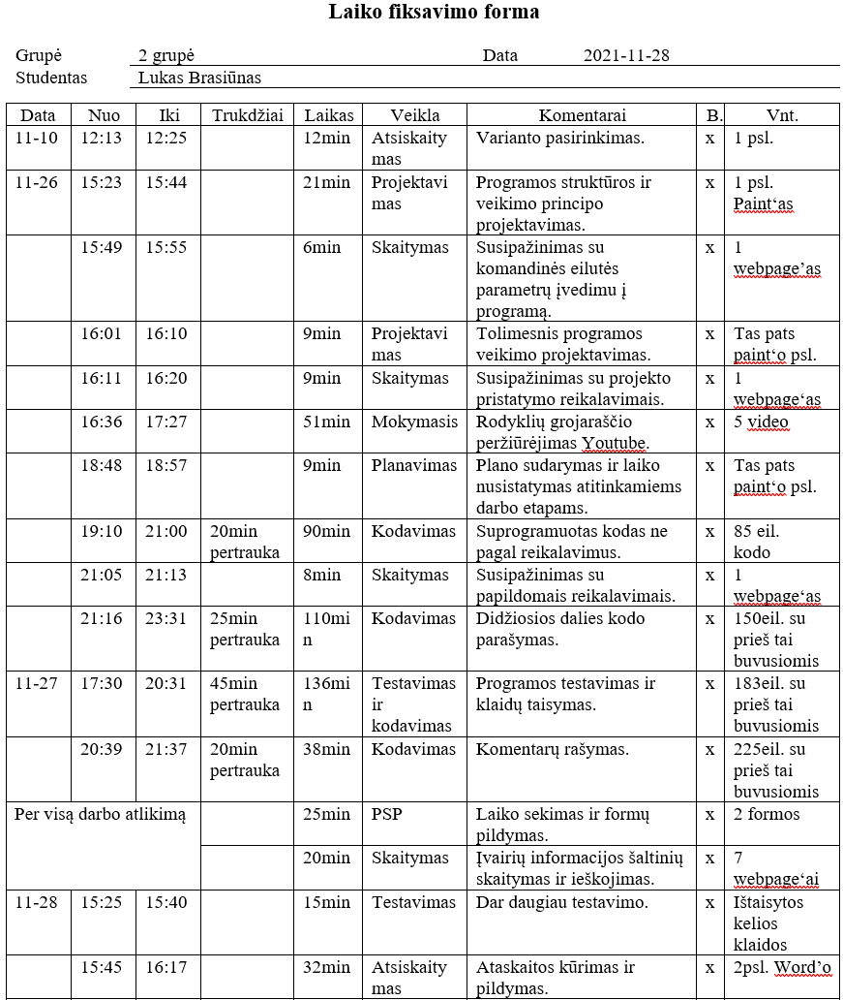 Laiko fiksavimo forma
Grupė 2 grupė Data 2021-11-28
Studentas Lukas Brasiūnas
Data Nuo Iki Trukdžiai Laikas Veikla Komentarai B. Vnt.
11-10 12:13 12:25 12min Atsiskaity Varianto pasirinkimas. x 1 psl.
mas
11-26 15:23 15:44 21min Projektavi Programos struktūros ir x 1 psl.
mas veikimo principo Paint‘as
projektavimas.
15:49 15:55 6min Skaitymas Susipažinimas su x 1
komandinės eilutės webpage’as
parametrų įvedimu į
programą.
16:01 16:10 9min Projektavi Tolimesnis programos x Tas pats
mas veikimo projektavimas. paint‘o psl.
16:11 16:20 9min Skaitymas Susipažinimas su projekto x 1
pristatymo reikalavimais. webpage‘as
16:36 17:27 51min Mokymasis Rodyklių grojaraščio x 5 video
peržiūrėjimas Youtube.
18:48 18:57 9min Planavimas Plano sudarymas ir laiko x Tas pats
nusistatymas atitinkamiems paint‘o psl.
darbo etapams.
19:10 21:00 20min 90min Kodavimas Suprogramuotas kodas ne x 85 eil.
pertrauka pagal reikalavimus. kodo
21:05 21:13 8min Skaitymas Susipažinimas su x 1
papildomais reikalavimais. webpage‘as
21:16 23:31 25min 110mi Kodavimas Didžiosios dalies kodo x 150eil. su
pertrauka n parašymas. prieš tai
buvusiomis
11-27 17:30 20:31 45min 136mi Testavimas Programos testavimas ir x 183eil. su
pertrauka n ir klaidų taisymas. prieš tai
kodavimas buvusiomis
20:39 21:37 20min 38min Kodavimas Komentarų rašymas. x 225eil. su
pertrauka prieš tai
buvusiomis
Per visą darbo atlikimą 25min PSP Laiko sekimas ir formų x 2 formos
pildymas.
20min Skaitymas Įvairių informacijos šaltinių x 7
skaitymas ir ieškojimas. webpage‘ai
11-28 15:25 15:40 15min Testavimas Dar daugiau testavimo. x Ištaisytos
kelios
klaidos
15:45 16:17 32min Atsiskaity Ataskaitos kūrimas ir x 2psl. Word’o
mas pildymas.